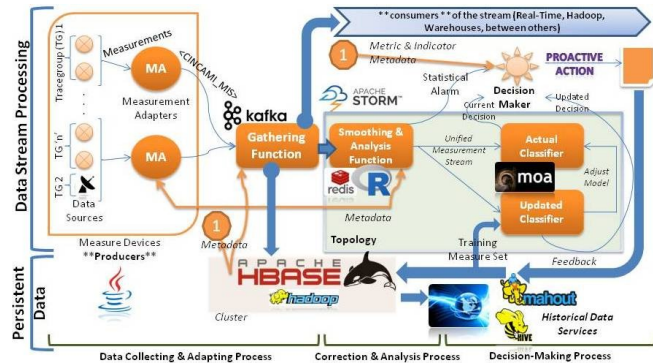 **consumers ** of the stream (Real-Time, Hadoop,
Warehouses, between others)
Data Stream Processing
Tracegroup (TG) 1
TG 'n'
TG 2
Measurements
<CINCAMI_MIS>
MA
Measurement
Adapters
MA
Data
Sources
Measure Devices
**Producers**
1
Metric & Indicator
Metadata
kafka
Gathering
Function
APACHE
STORM™
Statistical
Alarm
Decision
Maker
PROACTIVE
ACTION
Current
Decision
Updated
Decision
Smoothing &
Analysis
Function
redis
R
Unified
Measurement
Stream
Actual
Classifier
moa
Adjust
Model
Updated
Classifier
Metadata
1
Metadata
Topology
Training
Measure Set
Feedback
Persistent
Data
Java
APACHE
HBASE
hadoop
Cluster
mahout
HIVE
Historical Data
Services
Data Collecting & Adapting Process
Correction & Analysis Process
Decision-Making Process